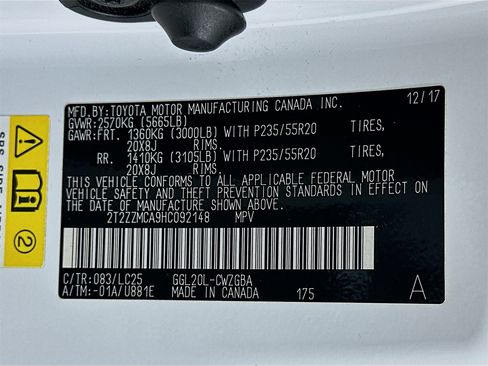 MFD. BY: TOYOTA MOTOR MANUFACTURING CANADA INC. 12/17
GVWR: 2570KG (5665LB)
GAWR: FRT. 1360KG (3000LB) WITH P235/55R20 TIRES,
20X8J RIMS.
RR. 1410KG (3105LB) WITH P235/55R20 TIRES,
20X8J RIMS.
THIS VEHICLE CONFORMS TO ALL APPLICABLE FEDERAL MOTOR
VEHICLE SAFETY AND THEFT PREVENTION STANDARDS IN EFFECT ON
THE DATE OF MANUFACTURE SHOWN ABOVE.
2T2ZZMCA9HC092148 MPV
C/TR: 083/LC25 GGL20L-CWZGBA
A/TM: -01A/U881E 175 A
SRS SIDE
2